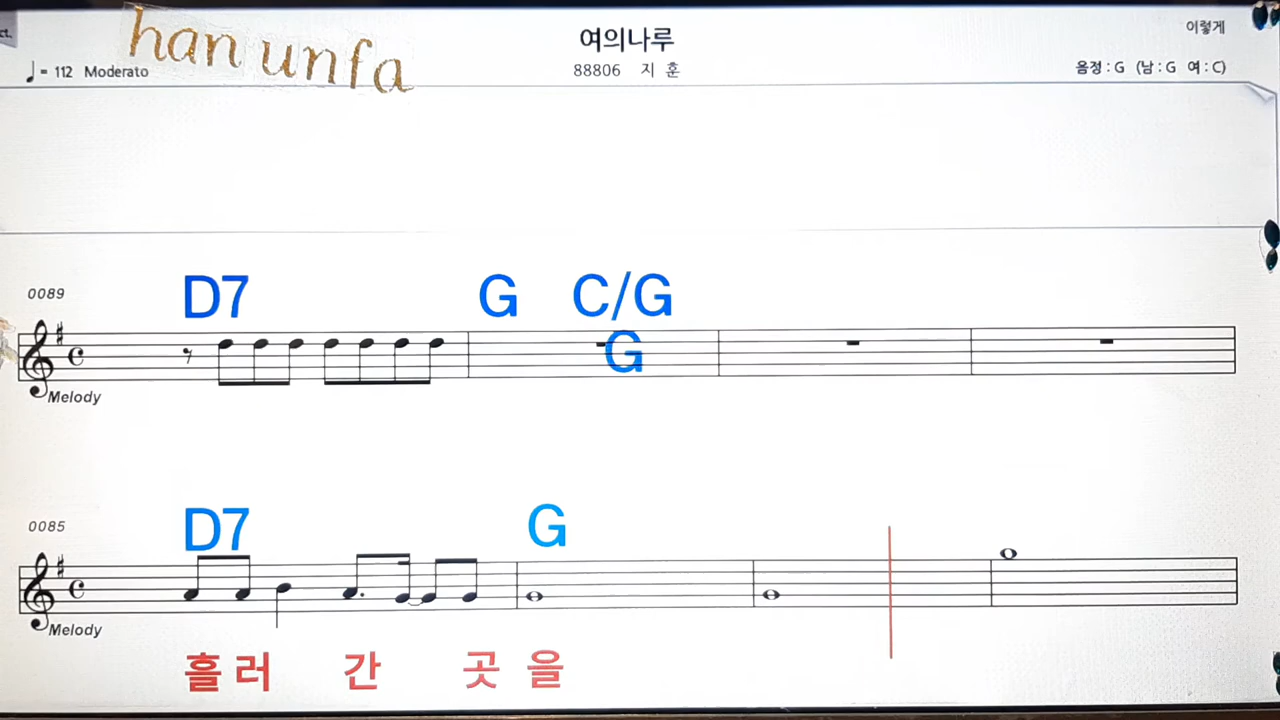 ct.
han unfa
여의나루
이렇게
♩= 112 Moderato
88806 지 훈
음정 : G (남 : G 여 : C)
0089
D7 G C/G
G
Melody
0085
D7 G
Melody
흘 러 간 곳 을